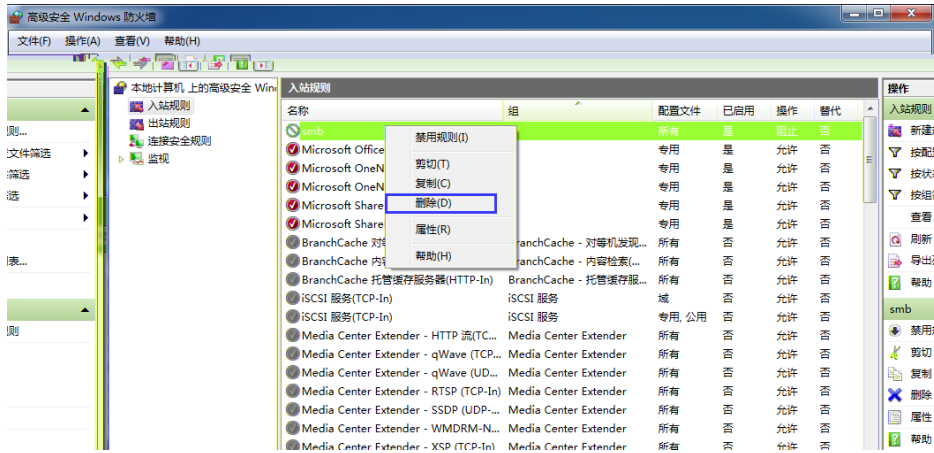 高级安全 Windows 防火墙
文件(F) 操作(A) 查看(V) 帮助(H)
则...
文件筛选
筛选
选
表...
则
本地计算机 上的高级安全 Win
入站规则
出站规则
连接安全规则
监视
入站规则
名称 组 配置文件 已启用 操作 替代
smb 所有 是 阻止 否
Microsoft Office 专用 是 允许 否
Microsoft OneN 专用 是 允许 否
Microsoft OneN 专用 是 允许 否
Microsoft Share 专用 是 允许 否
Microsoft Share 专用 是 允许 否
BranchCache 对等 ranchCache - 对等机发现... 所有 否 允许 否
BranchCache 内容 ranchCache - 内容检索(... 所有 否 允许 否
BranchCache 托管缓存服务器(HTTP-In) BranchCache - 托管缓存服... 所有 否 允许 否
iSCSI 服务(TCP-In) iSCSI 服务 域 否 允许 否
iSCSI 服务(TCP-In) iSCSI 服务 专用, 公用 否 允许 否
Media Center Extender - HTTP 流(TC... Media Center Extender 所有 否 允许 否
Media Center Extender - qWave (TCP... Media Center Extender 所有 否 允许 否
Media Center Extender - qWave (UD... Media Center Extender 所有 否 允许 否
Media Center Extender - RTSP (TCP-In) Media Center Extender 所有 否 允许 否
Media Center Extender - SSDP (UDP-... Media Center Extender 所有 否 允许 否
Media Center Extender - WMDRM-N... Media Center Extender 所有 否 允许 否
Media Center Extender - XSP (TCP-In) Media Center Extender 所有 否 允许 否
禁用规则(I)
剪切(T)
复制(C)
删除(D)
属性(R)
帮助(H)
操作
入站规则
新建
按配
按状
按组
查看
刷新
导出
帮助
smb
禁用
剪切
复制
删除
属性
帮助